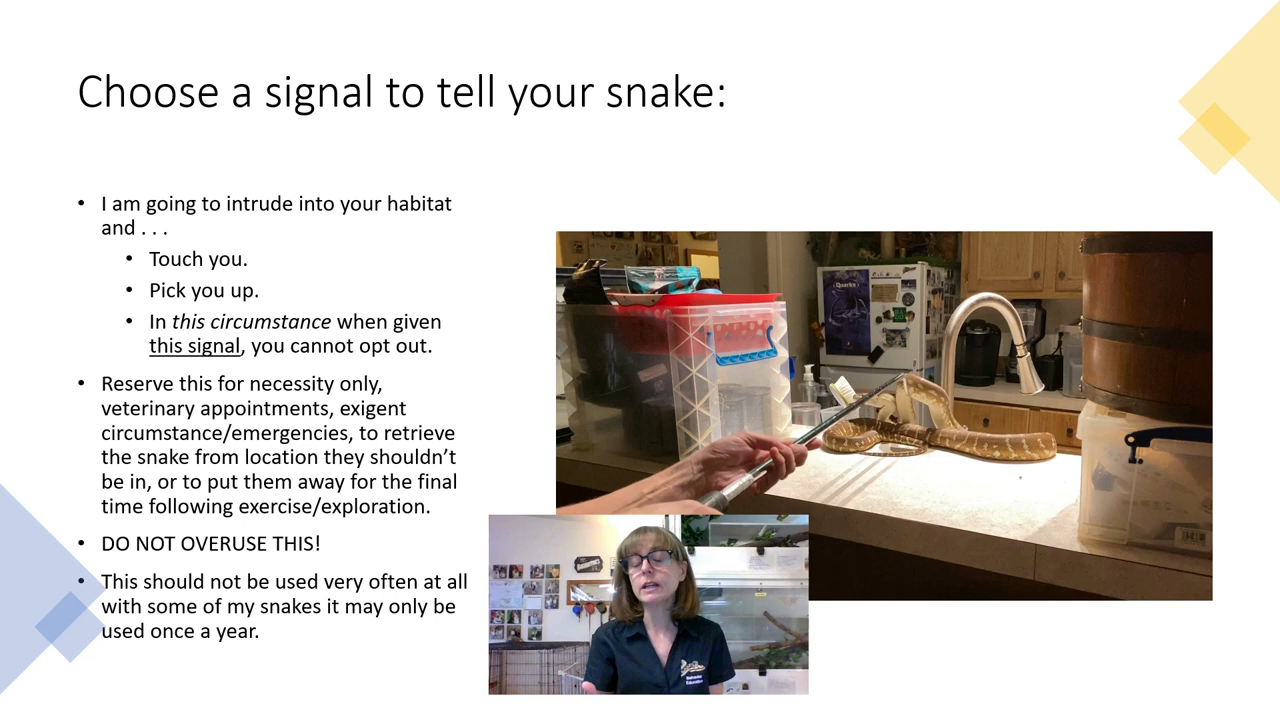 Choose a signal to tell your snake:
• I am going to intrude into your habitat
and . . .
• Touch you.
• Pick you up.
• In this circumstance when given
this signal, you cannot opt out.
• Reserve this for necessity only,
veterinary appointments, exigent
circumstance/emergencies, to retrieve
the snake from location they shouldn’t
be in, or to put them away for the final
time following exercise/exploration.
• DO NOT OVERUSE THIS!
• This should not be used very often at all
with some of my snakes it may only be
used once a year.
Quarks